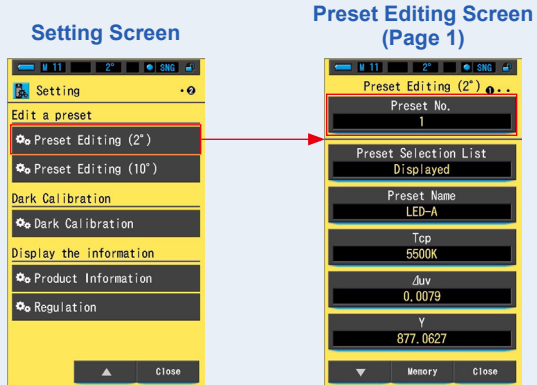 Setting Screen
M 11 2° SNG
Setting
Edit a preset
Preset Editing (2°)
Preset Editing (10°)
Dark Calibration
Dark Calibration
Display the information
Product Information
Regulation
▲ Close
Preset Editing Screen
(Page 1)
M 11 2° SNG
Preset Editing (2°) ❶
Preset No.
1
Preset Selection List
Displayed
Preset Name
LED-A
Tcp
5500K
⊿uv
0.0079
Y
877.0627
▼ Memory Close